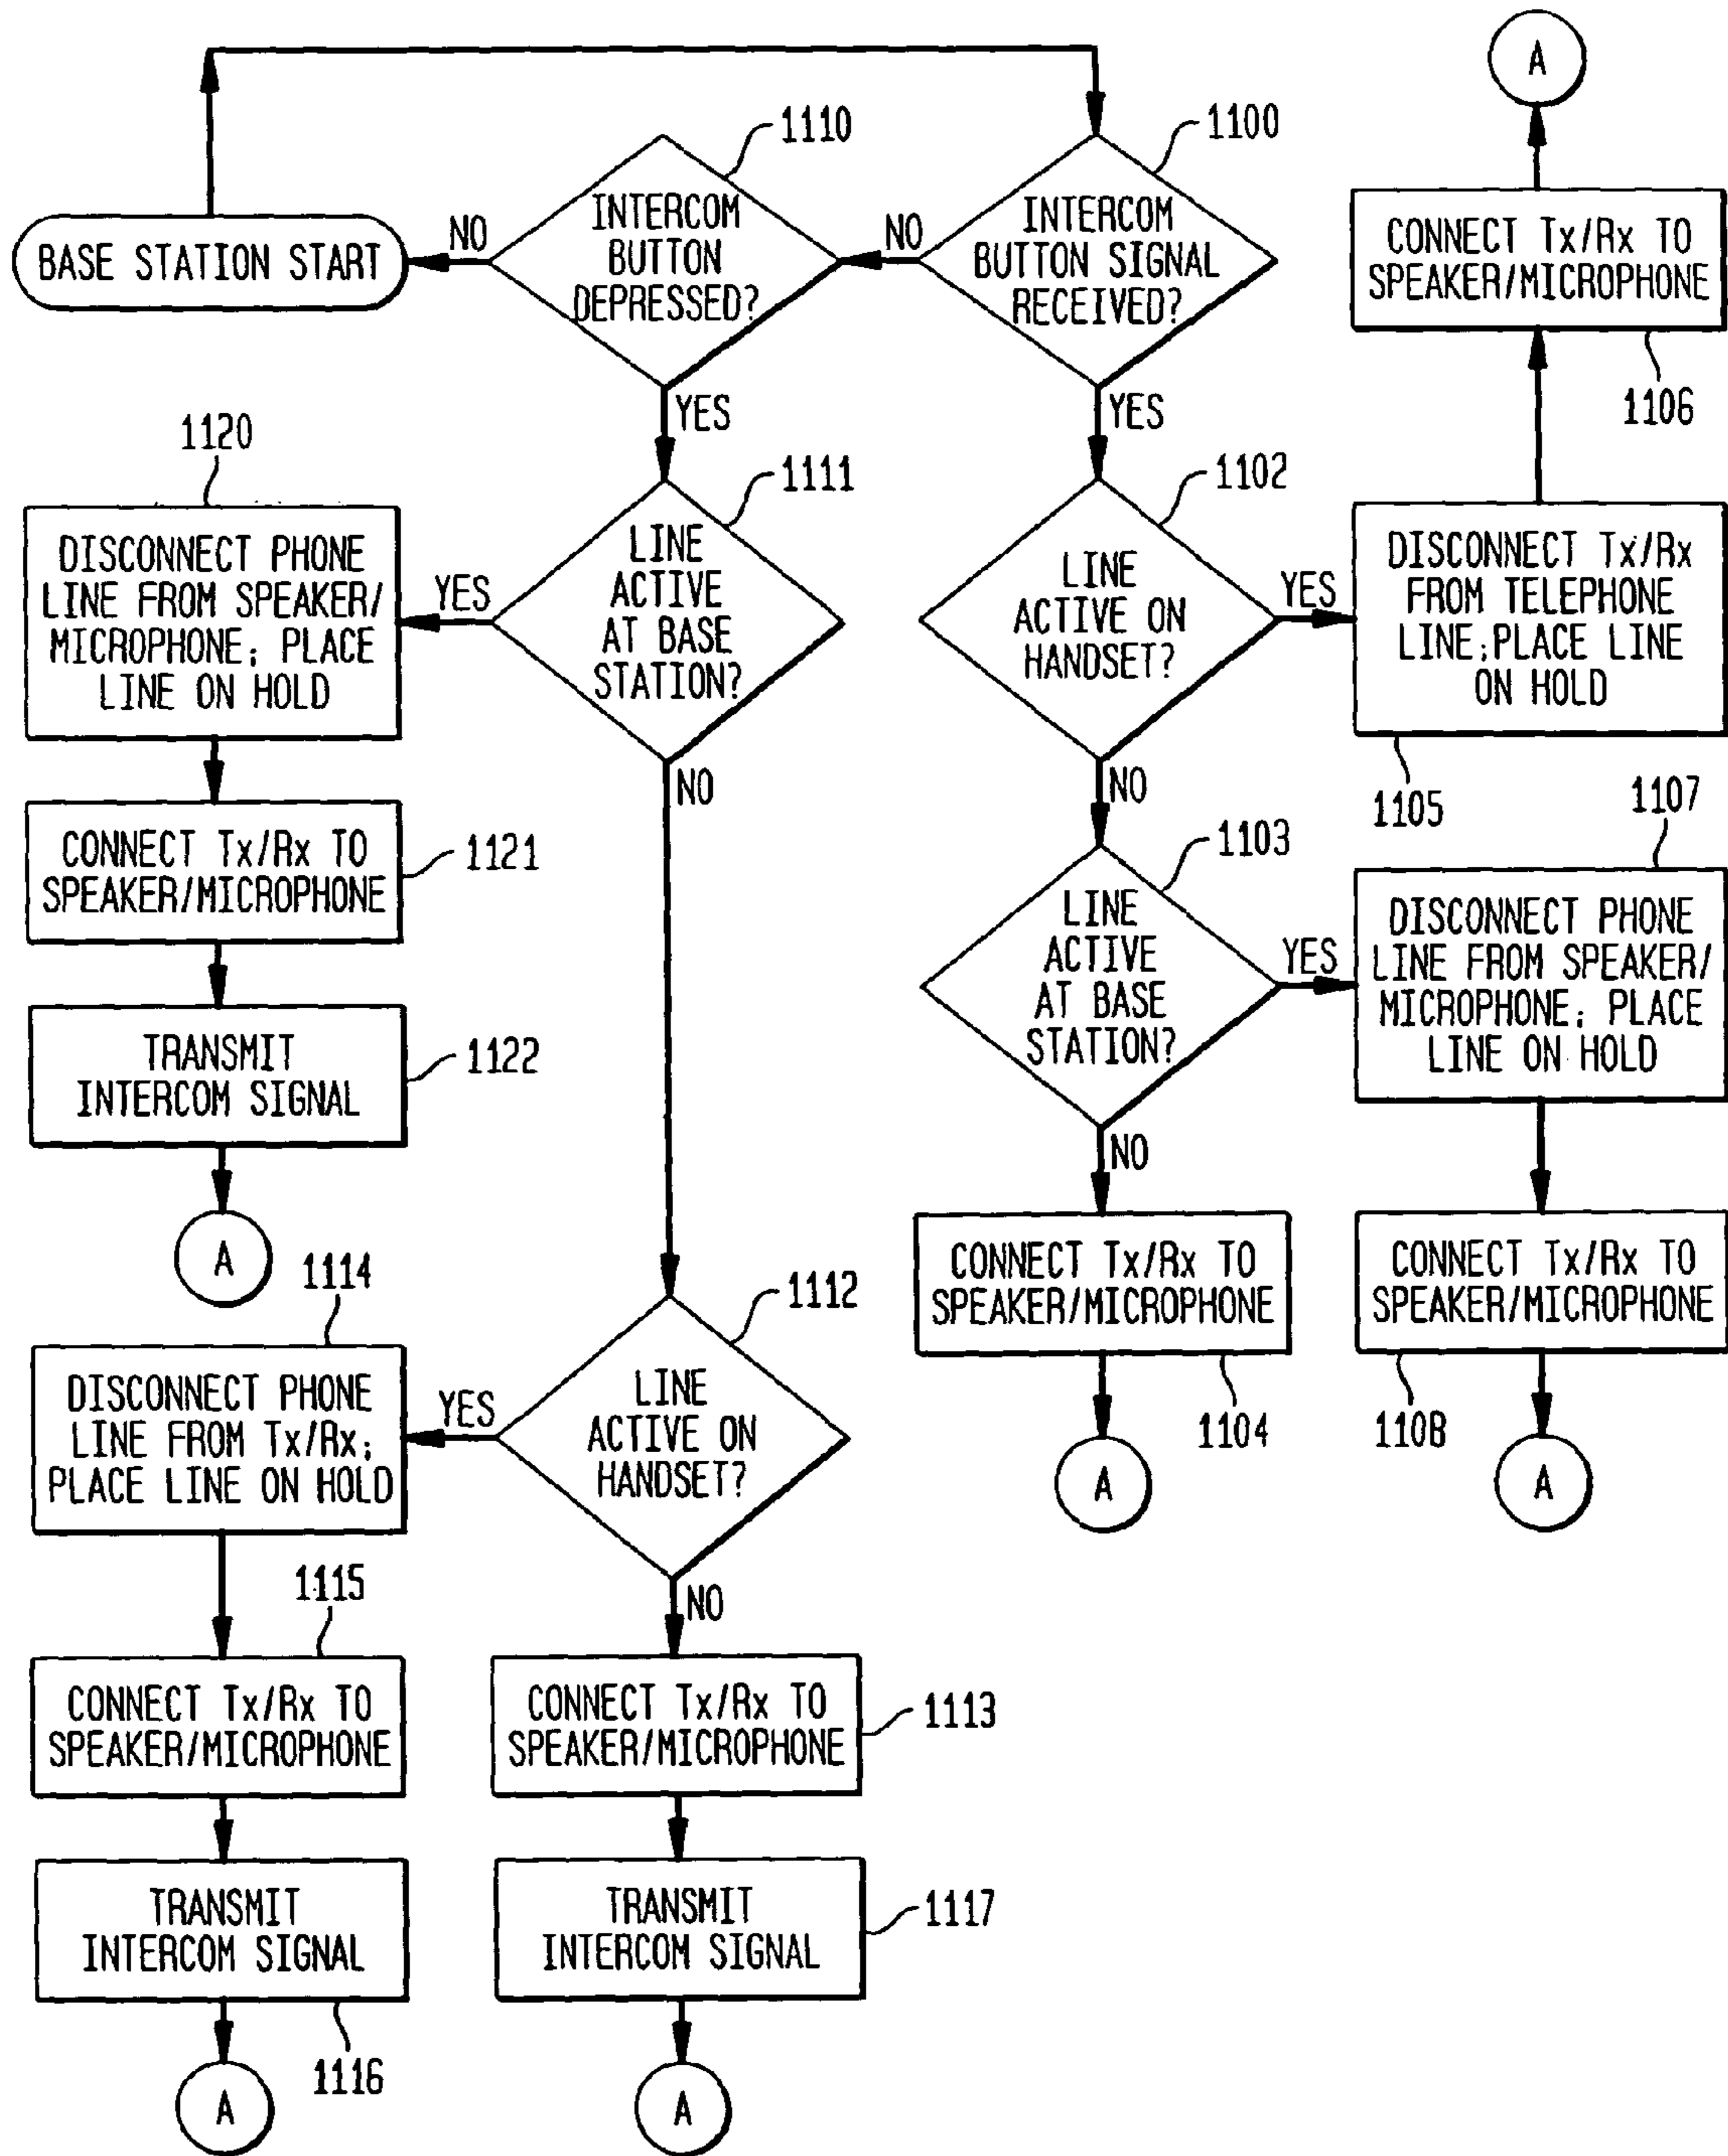 A
1110
1100
BASE STATION START
NO
INTERCOM
BUTTON
DEPRESSED?
NO
INTERCOM
BUTTON SIGNAL
RECEIVED?
CONNECT Tx/Rx TO
SPEAKER/MICROPHONE
1106
YES
YES
1120
1111
1102
DISCONNECT PHONE
LINE FROM SPEAKER/
MICROPHONE; PLACE
LINE ON HOLD
YES
LINE
ACTIVE
AT BASE
STATION?
NO
LINE
ACTIVE ON
HANDSET?
YES
NO
DISCONNECT Tx/Rx
FROM TELEPHONE
LINE; PLACE LINE
ON HOLD
1105
1107
1103
CONNECT Tx/Rx TO
SPEAKER/MICROPHONE
1121
LINE
ACTIVE
AT BASE
STATION?
YES
NO
DISCONNECT PHONE
LINE FROM SPEAKER/
MICROPHONE; PLACE
LINE ON HOLD
TRANSMIT
INTERCOM SIGNAL
1122
A
CONNECT Tx/Rx TO
SPEAKER/MICROPHONE
1104
A
CONNECT Tx/Rx TO
SPEAKER/MICROPHONE
1108
A
1114
1112
DISCONNECT PHONE
LINE FROM Tx/Rx;
PLACE LINE ON HOLD
YES
LINE
ACTIVE ON
HANDSET?
NO
1115
CONNECT Tx/Rx TO
SPEAKER/MICROPHONE
CONNECT Tx/Rx TO
SPEAKER/MICROPHONE
1113
TRANSMIT
INTERCOM SIGNAL
1116
TRANSMIT
INTERCOM SIGNAL
1117
A
A